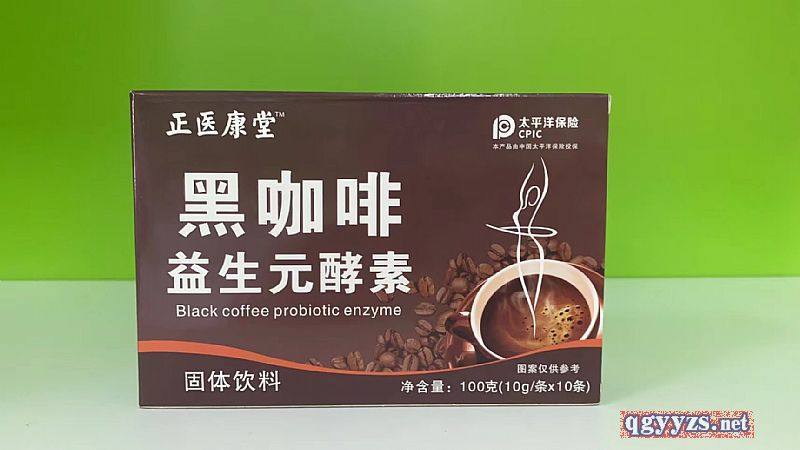 正医康堂™
太平洋保险
CPIC
本产品由中国太平洋保险投保
黑咖啡
益生元酵素
Black coffee probiotic enzyme
图案仅供参考
固体饮料
净含量：100克(10g/条x10条)
qgyyzs.net